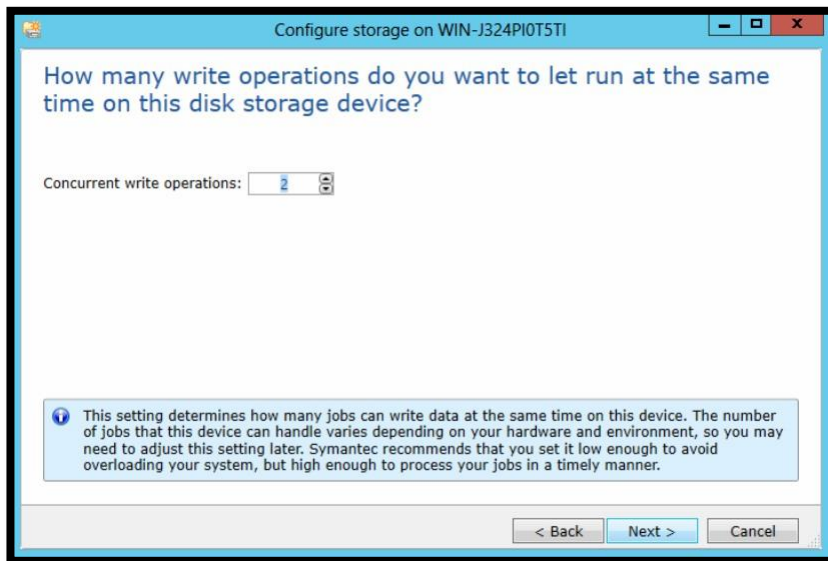 Configure storage on WIN-J324PI0T5TI
How many write operations do you want to let run at the same
time on this disk storage device?
Concurrent write operations: 2
This setting determines how many jobs can write data at the same time on this device. The number
of jobs that this device can handle varies depending on your hardware and environment, so you may
need to adjust this setting later. Symantec recommends that you set it low enough to avoid
overloading your system, but high enough to process your jobs in a timely manner.
< Back Next > Cancel